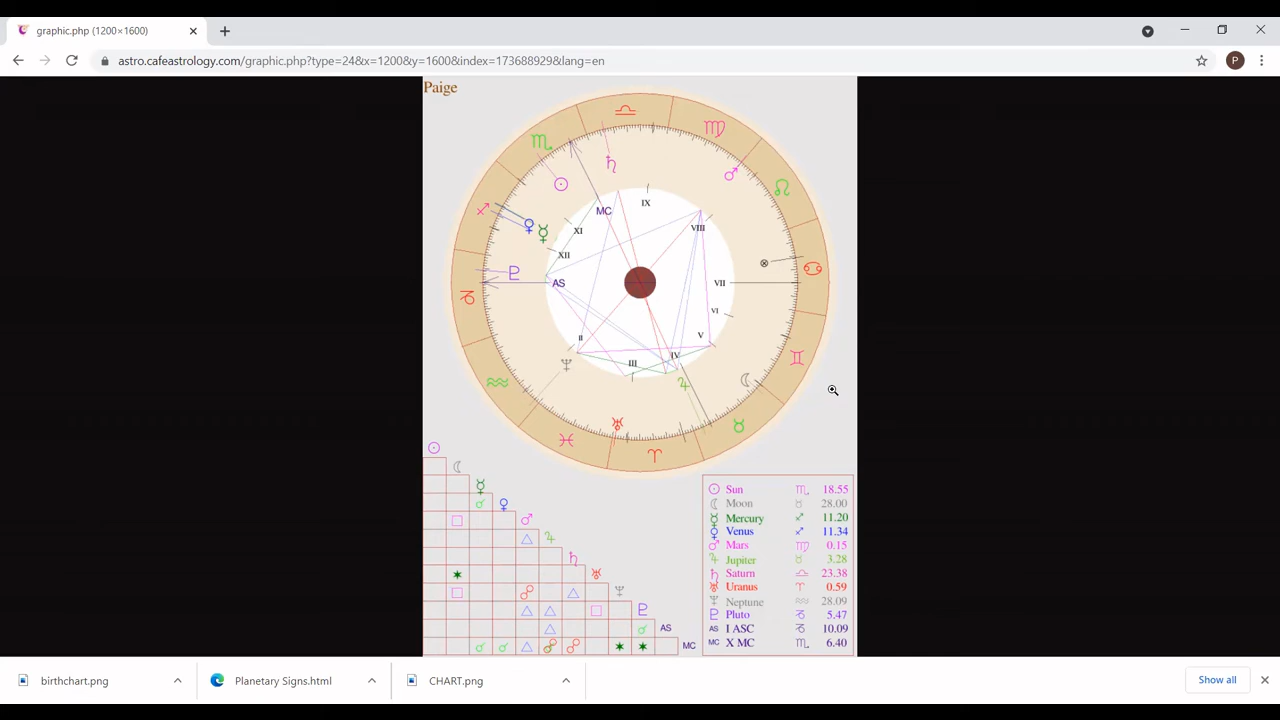 graphic.php (1200×1600)
astro.cafeastrology.com/graphic.php?type=24&x=1200&y=1600&index=173688929&lang=en
P
Paige
MC
IX
XI
VIII
XII
AS
VII
VI
II
V
III
IV
Sun 18.55
Moon 28.00
Mercury 11.20
Venus 11.34
Mars 0.15
Jupiter 3.28
Saturn 23.38
Uranus 0.59
Neptune 28.09
Pluto 5.47
AS I ASC 10.09
MC X MC 6.40
AS
MC
birthchart.png
Planetary Signs.html
CHART.png
Show all